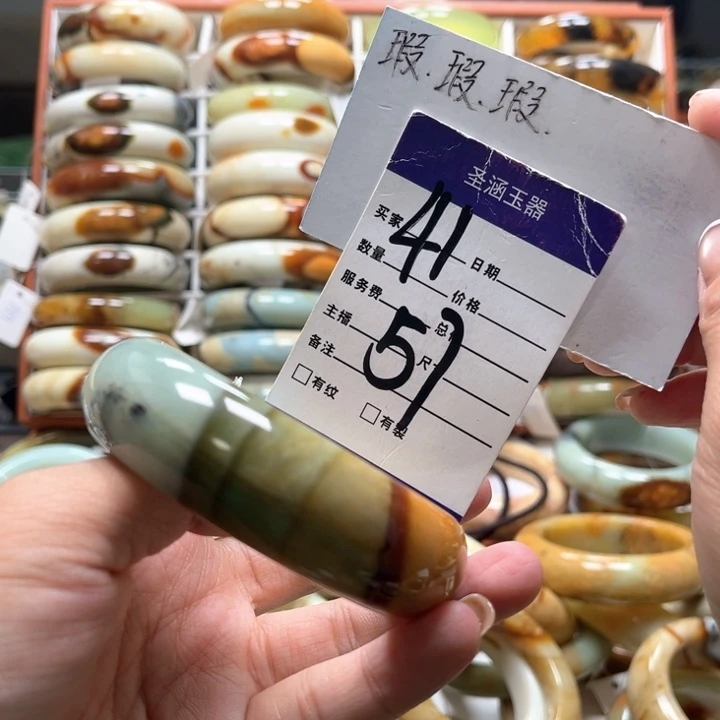 瑕.瑕.瑕.
圣涵玉器
买家 41 日期
数量 价格
服务费 总
主播 57 尺
备注
有纹
有裂